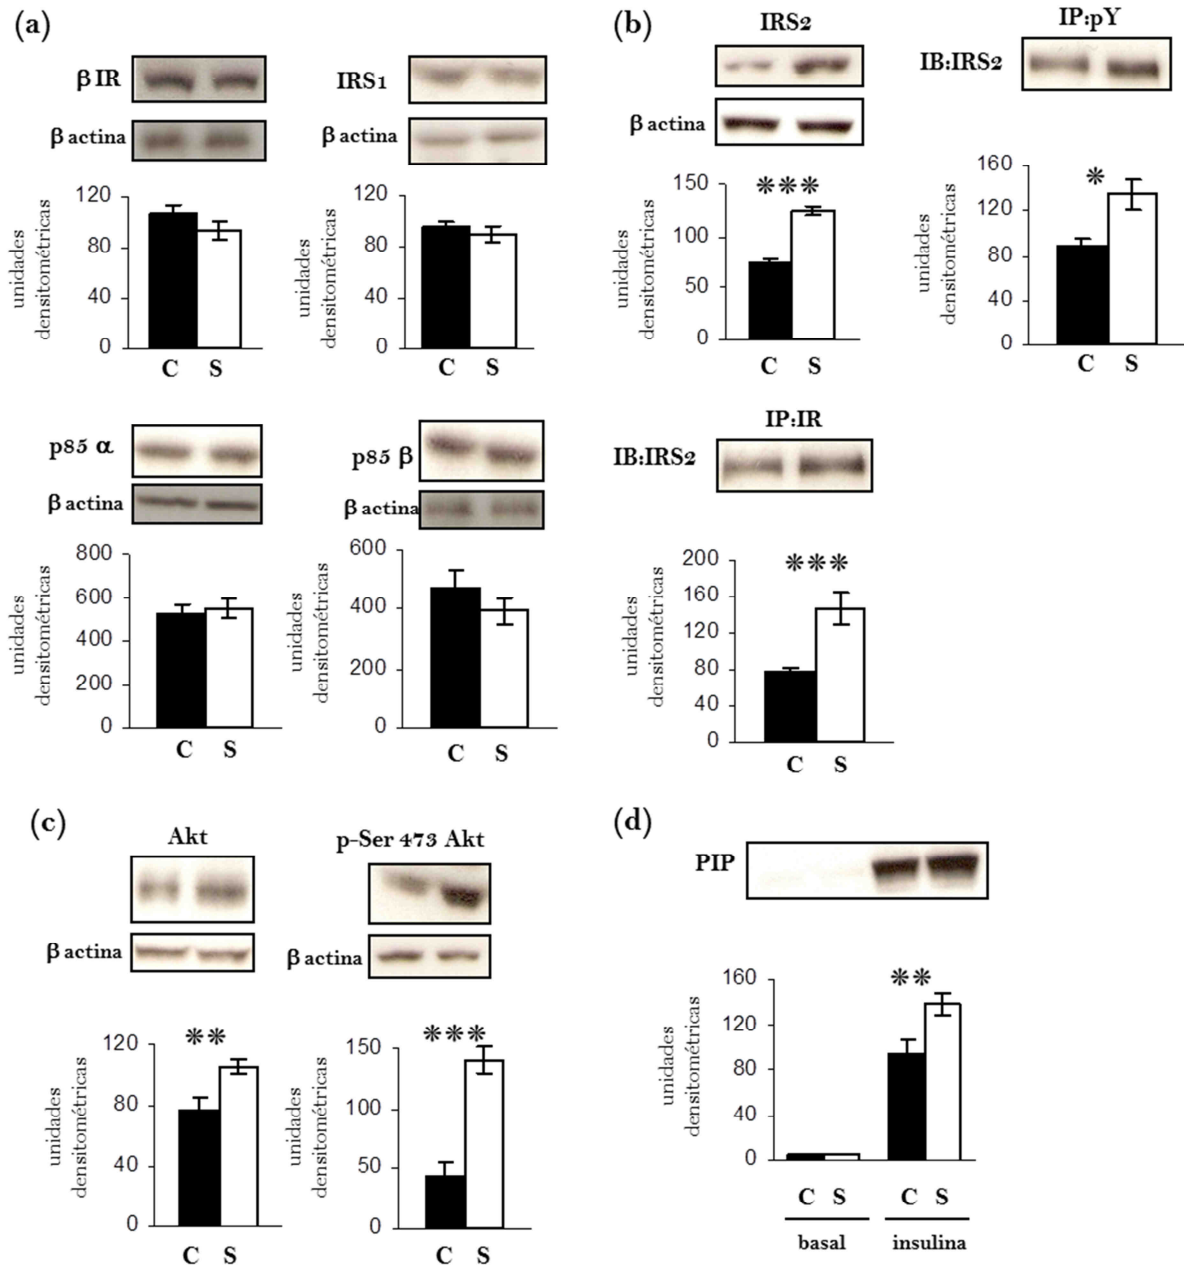 (a)
β IR
β actina
120
80
40
0
unidades
densitométricas
C S
IRS1
β actina
120
80
40
0
unidades
densitométricas
C S
p85 α
β actina
800
600
400
200
0
unidades
densitométricas
C S
p85 β
β actina
600
400
200
0
unidades
densitométricas
C S
(b)
IRS2
β actina
***
150
100
50
0
unidades
densitométricas
C S
IP:pY
IB:IRS2
*
160
120
80
40
0
unidades
densitométricas
C S
IP:IR
IB:IRS2
***
200
160
120
80
40
0
unidades
densitométricas
C S
(c)
Akt
β actina
**
120
80
40
0
unidades
densitométricas
C S
p-Ser 473 Akt
β actina
***
150
100
50
0
unidades
densitométricas
C S
(d)
PIP
**
160
120
80
40
0
unidades
densitométricas
C S C S
basal insulina